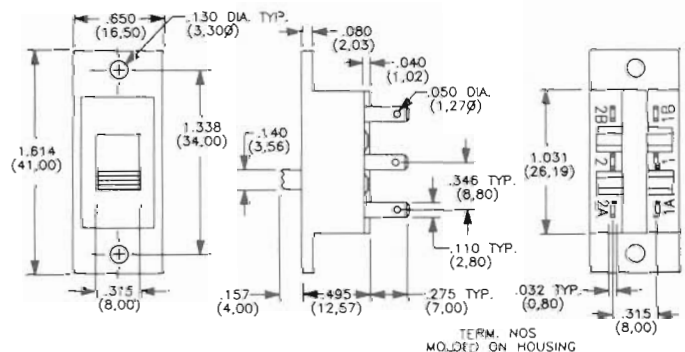 .650
(16,50)
.130 DIA. TYP.
(3,30Ø)
1.614
(41,00)
1.338
(34,00)
.315
(8,00)
.080
(2,03)
.040
(1,02)
.050 DIA.
(1,27Ø)
.140
(3,56)
.346 TYP.
(8,80)
.110 TYP.
(2,80)
.157
(4,00)
.495
(12,57)
.275 TYP.
(7,00)
1.031
(26,19)
2B
1B
2
1
2A
1A
.032 TYP.
(0,80)
.315
(8,00)
TERM. NOS
MOLDED ON HOUSING